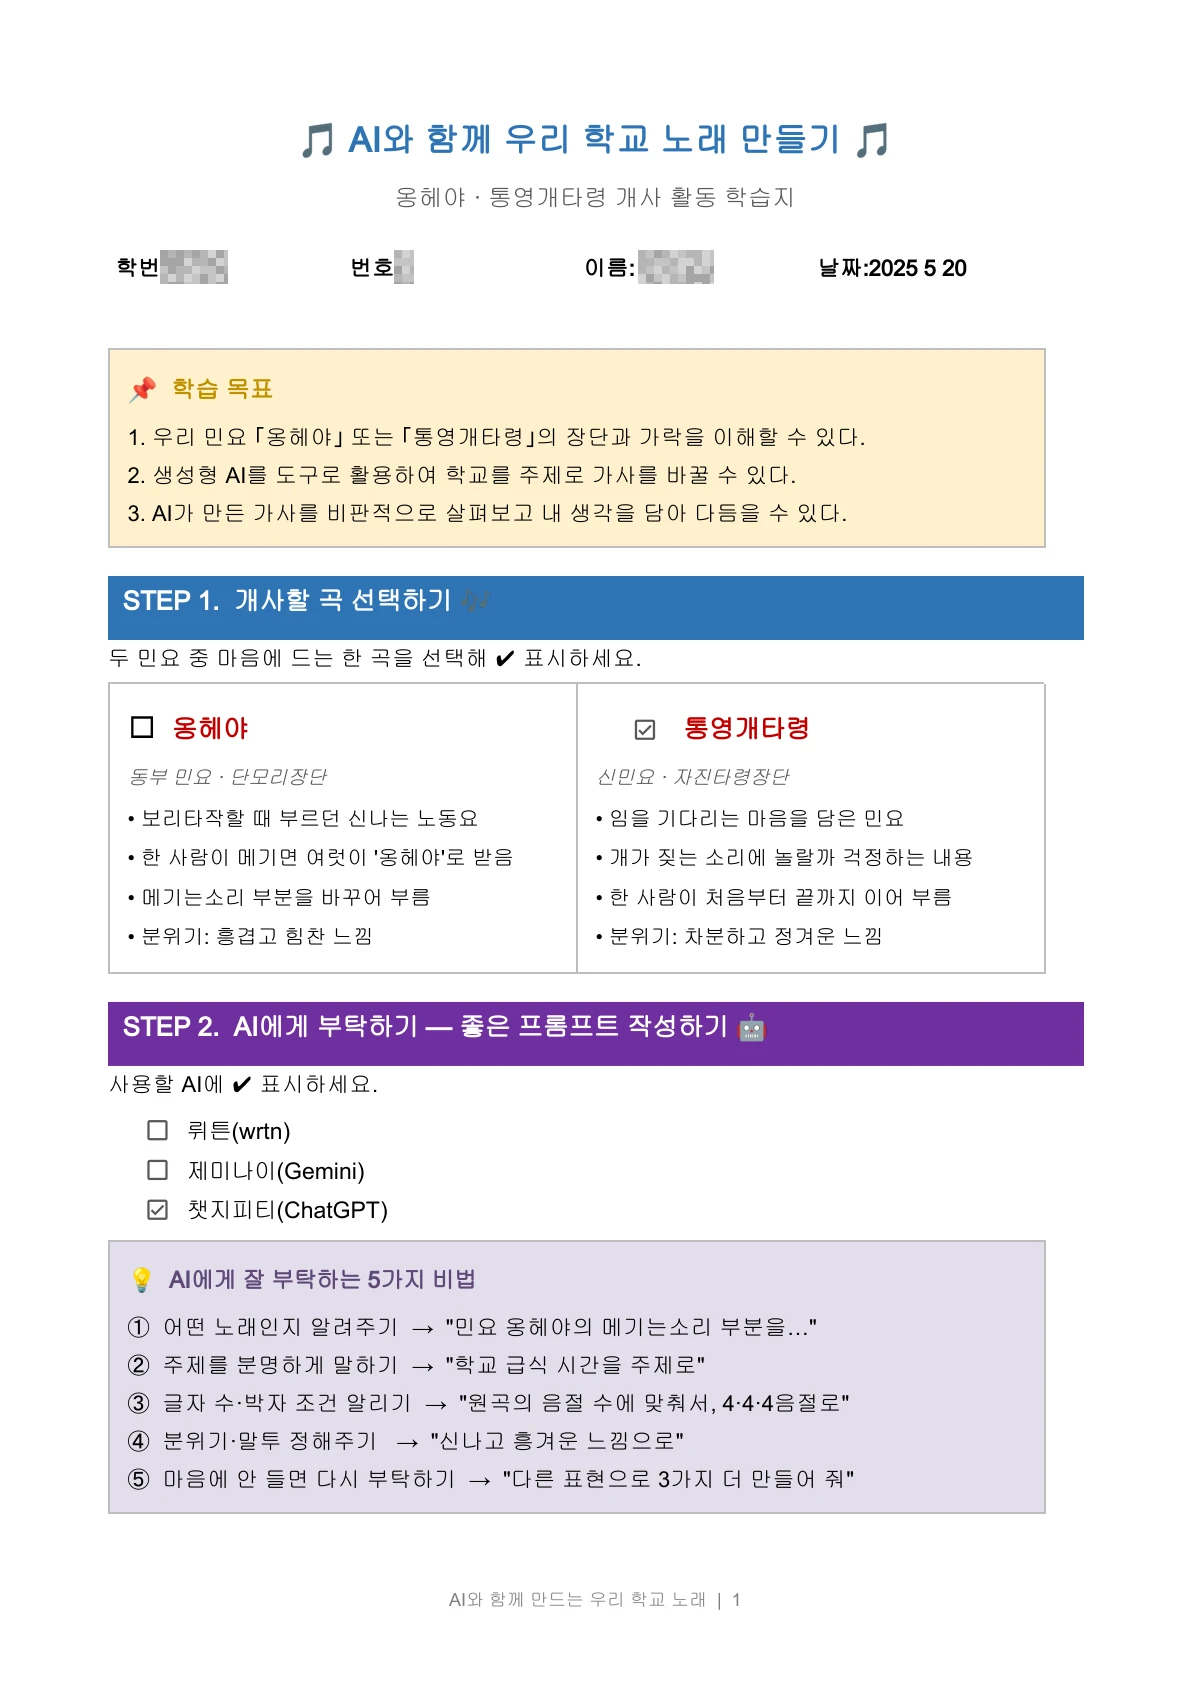 🎵 AI와 함께 우리 학교 노래 만들기 🎵
옹헤야 · 통영개타령 개사 활동 학습지
학번 번호 이름: 날짜:2025 5 20
📌 학습 목표
1. 우리 민요 「옹헤야」 또는 「통영개타령」의 장단과 가락을 이해할 수 있다.
2. 생성형 AI를 도구로 활용하여 학교를 주제로 가사를 바꿀 수 있다.
3. AI가 만든 가사를 비판적으로 살펴보고 내 생각을 담아 다듬을 수 있다.
STEP 1. 개사할 곡 선택하기 🎶
두 민요 중 마음에 드는 한 곡을 선택해 ✔ 표시하세요.
☐ 옹헤야
동부 민요 · 단모리장단
• 보리타작할 때 부르던 신나는 노동요
• 한 사람이 메기면 여럿이 '옹헤야'로 받음
• 메기는소리 부분을 바꾸어 부름
• 분위기: 흥겹고 힘찬 느낌
☑ 통영개타령
신민요 · 자진타령장단
• 임을 기다리는 마음을 담은 민요
• 개가 짖는 소리에 놀랄까 걱정하는 내용
• 한 사람이 처음부터 끝까지 이어 부름
• 분위기: 차분하고 정겨운 느낌
STEP 2. AI에게 부탁하기 — 좋은 프롬프트 작성하기 🤖
사용할 AI에 ✔ 표시하세요.
☐ 뤼튼(wrtn)
☐ 제미나이(Gemini)
☑ 챗지피티(ChatGPT)
💡 AI에게 잘 부탁하는 5가지 비법
① 어떤 노래인지 알려주기 → "민요 옹헤야의 메기는소리 부분을…"
② 주제를 분명하게 말하기 → "학교 급식 시간을 주제로"
③ 글자 수·박자 조건 알리기 → "원곡의 음절 수에 맞춰서, 4·4·4음절로"
④ 분위기·말투 정해주기 → "신나고 흥겨운 느낌으로"
⑤ 마음에 안 들면 다시 부탁하기 → "다른 표현으로 3가지 더 만들어 줘"
AI와 함께 만드는 우리 학교 노래 | 1